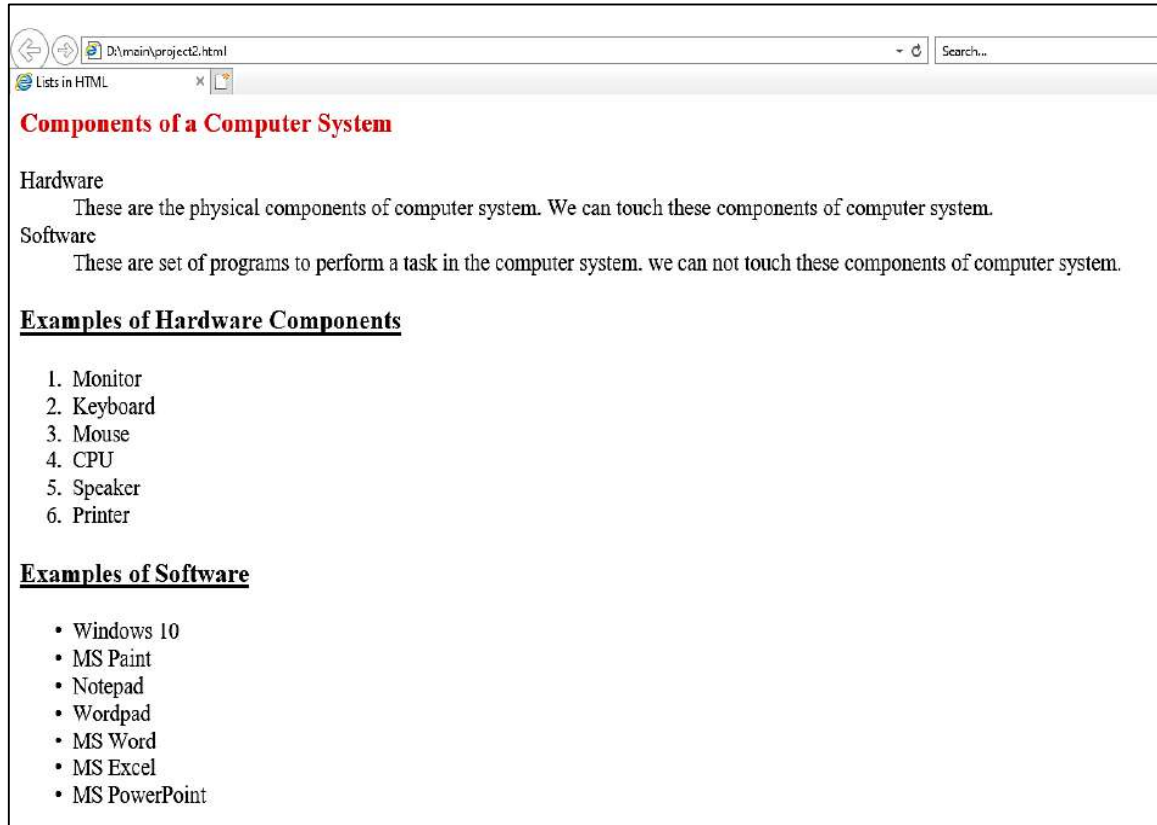 D:\main\project2.html
Search...
Lists in HTML
Components of a Computer System
Hardware
These are the physical components of computer system. We can touch these components of computer system.
Software
These are set of programs to perform a task in the computer system. we can not touch these components of computer system.
Examples of Hardware Components
1. Monitor
2. Keyboard
3. Mouse
4. CPU
5. Speaker
6. Printer
Examples of Software
• Windows 10
• MS Paint
• Notepad
• Wordpad
• MS Word
• MS Excel
• MS PowerPoint